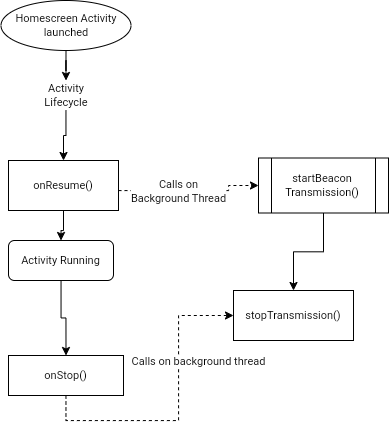 Homescreen Activity
launched
Activity
Lifecycle
onResume()
Calls on
Background Thread
startBeacon
Transmission()
Activity Running
stopTransmission()
Calls on background thread
onStop()